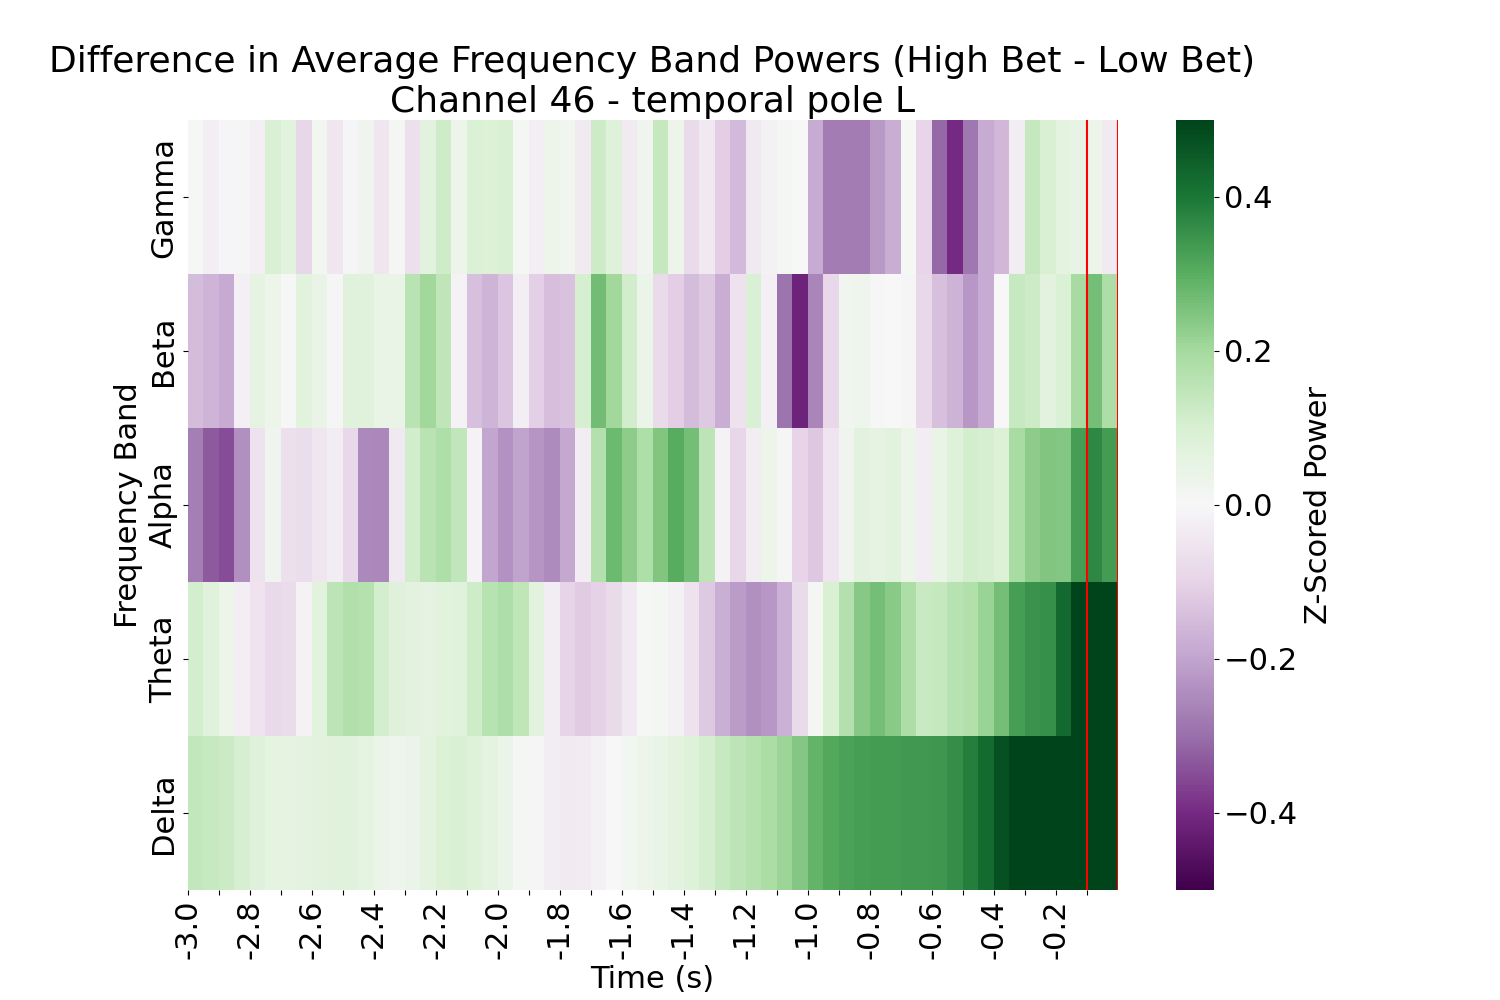 Difference in Average Frequency Band Powers (High Bet - Low Bet)
Channel 46 - temporal pole L
Frequency Band
Gamma
Beta
Alpha
Theta
Delta
-3.0
-2.8
-2.6
-2.4
-2.2
-2.0
-1.8
-1.6
-1.4
-1.2
-1.0
-0.8
-0.6
-0.4
-0.2
Time (s)
0.4
0.2
0.0
−0.2
−0.4
Z-Scored Power